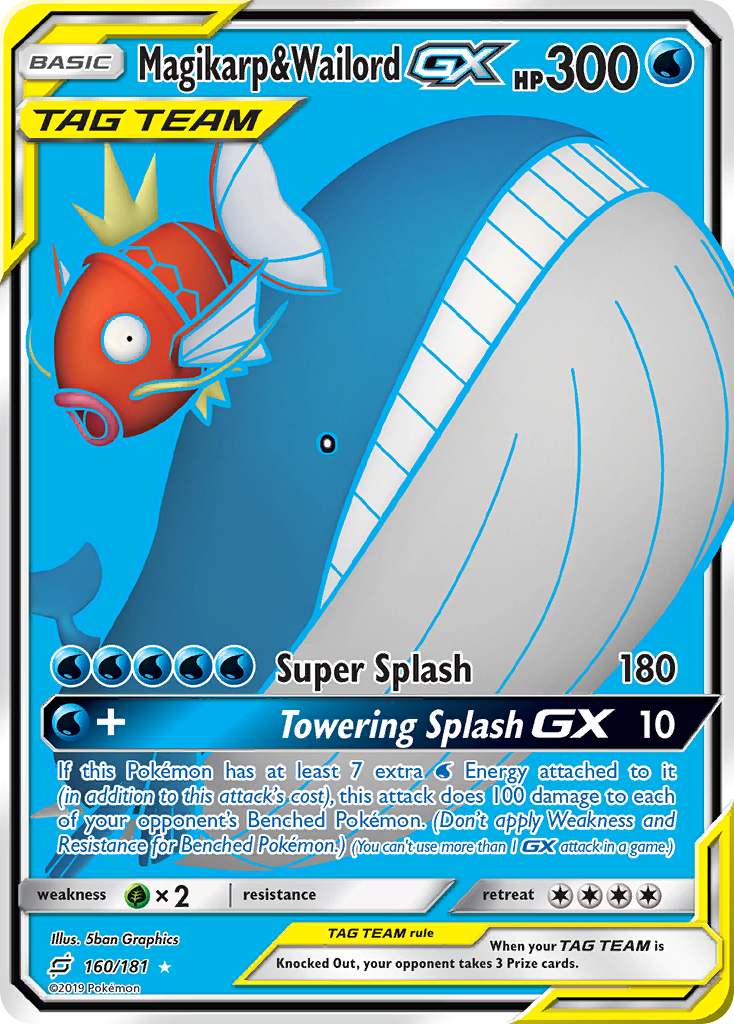 BASIC Magikarp&Wailord GX HP300
TAG TEAM
Super Splash 180
+ Towering Splash GX 10
If this Pokémon has at least 7 extra Energy attached to it
(in addition to this attack's cost), this attack does 100 damage to each
of your opponent's Benched Pokémon. (Don't apply Weakness and
Resistance for Benched Pokémon.) (You can't use more than 1 GX attack in a game.)
weakness ×2 resistance retreat
Illus. 5ban Graphics
160/181
©2019 Pokémon
TAG TEAM rule
When your TAG TEAM is
Knocked Out, your opponent takes 3 Prize cards.